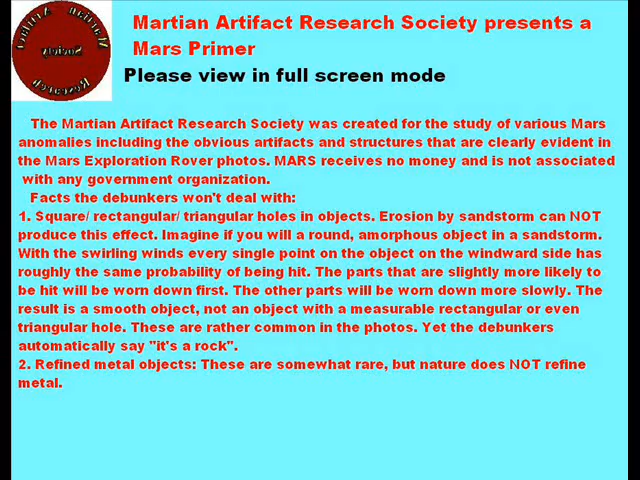 Martian Artifact Research Society
Martian Artifact Research Society presents a
Mars Primer
Please view in full screen mode
The Martian Artifact Research Society was created for the study of various Mars
anomalies including the obvious artifacts and structures that are clearly evident in
the Mars Exploration Rover photos. MARS receives no money and is not associated
with any government organization.
Facts the debunkers won't deal with:
1. Square/ rectangular/ triangular holes in objects. Erosion by sandstorm can NOT
produce this effect. Imagine if you will a round, amorphous object in a sandstorm.
With the swirling winds every single point on the object on the windward side has
roughly the same probability of being hit. The parts that are slightly more likely to
be hit will be worn down first. The other parts will be worn down more slowly. The
result is a smooth object, not an object with a measurable rectangular or even
triangular hole. These are rather common in the photos. Yet the debunkers
automatically say "it's a rock".
2. Refined metal objects: These are somewhat rare, but nature does NOT refine
metal.